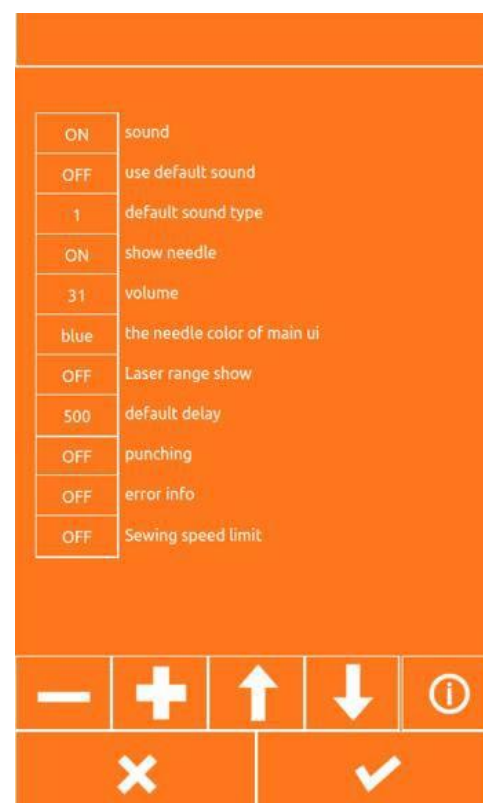 ON sound
OFF use default sound
1 default sound type
ON show needle
31 volume
blue the needle color of main ui
OFF Laser range show
500 default delay
OFF punching
OFF error info
OFF Sewing speed limit